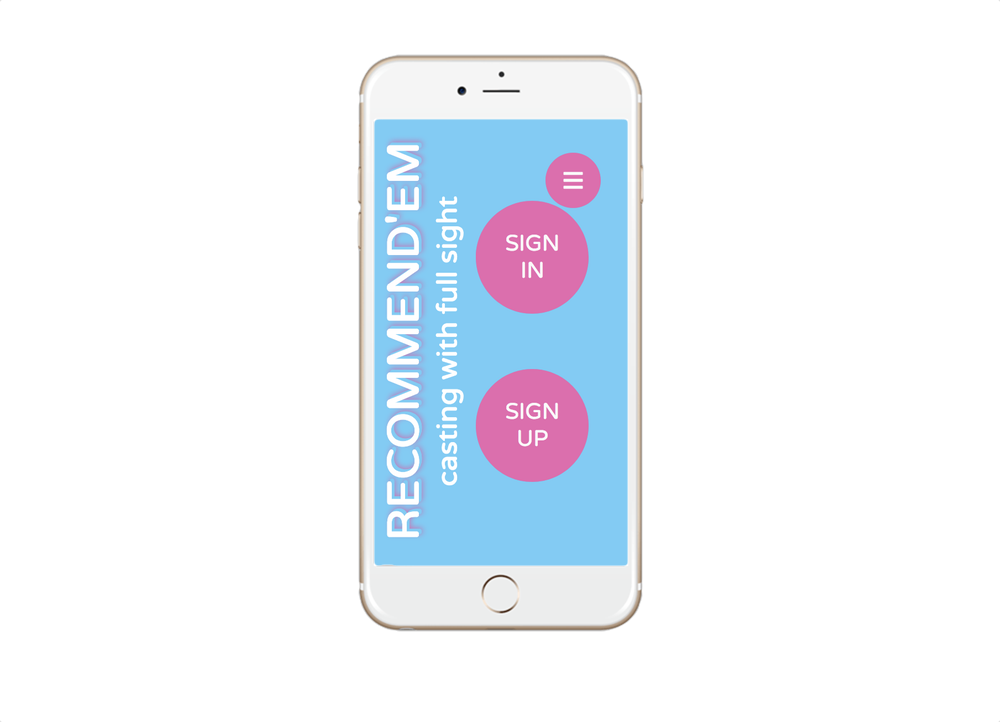 RECOMMEND'EM
casting with full sight
SIGN
IN
SIGN
UP